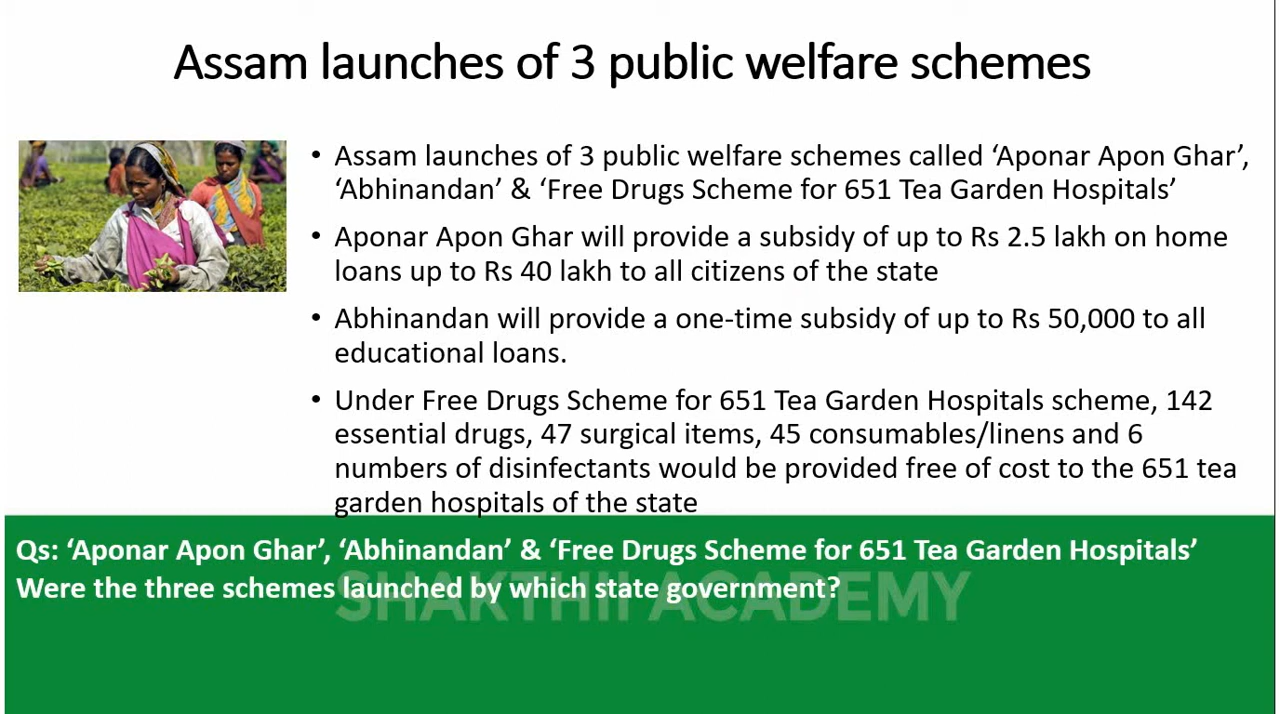 Assam launches of 3 public welfare schemes
• Assam launches of 3 public welfare schemes called ‘Aponar Apon Ghar’,
‘Abhinandan’ & ‘Free Drugs Scheme for 651 Tea Garden Hospitals’
• Aponar Apon Ghar will provide a subsidy of up to Rs 2.5 lakh on home
loans up to Rs 40 lakh to all citizens of the state
• Abhinandan will provide a one-time subsidy of up to Rs 50,000 to all
educational loans.
• Under Free Drugs Scheme for 651 Tea Garden Hospitals scheme, 142
essential drugs, 47 surgical items, 45 consumables/linens and 6
numbers of disinfectants would be provided free of cost to the 651 tea
garden hospitals of the state
Qs: ‘Aponar Apon Ghar’, ‘Abhinandan’ & ‘Free Drugs Scheme for 651 Tea Garden Hospitals’
Were the three schemes launched by which state government?
SHAKTHII ACADEMY